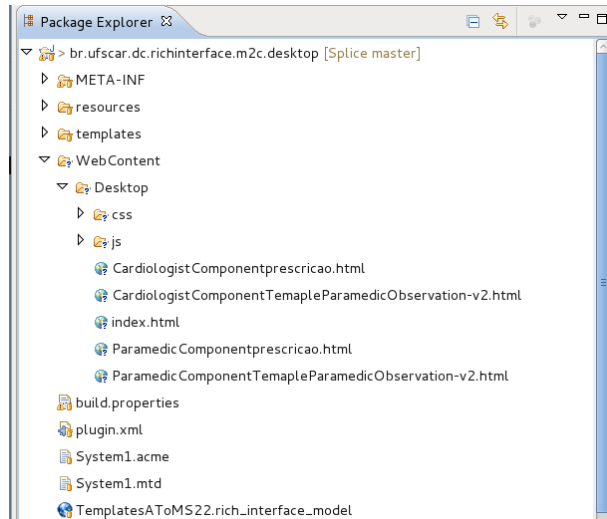 Package Explorer
> br.ufscar.dc.richinterface.m2c.desktop [Splice master]
META-INF
resources
templates
WebContent
Desktop
css
js
CardiologistComponentprescricao.html
CardiologistComponentTemapleParamedicObservation-v2.html
index.html
ParamedicComponentprescricao.html
ParamedicComponentTemapleParamedicObservation-v2.html
build.properties
plugin.xml
System1.acme
System1.mtd
TemplatesAToMS22.rich_interface_model